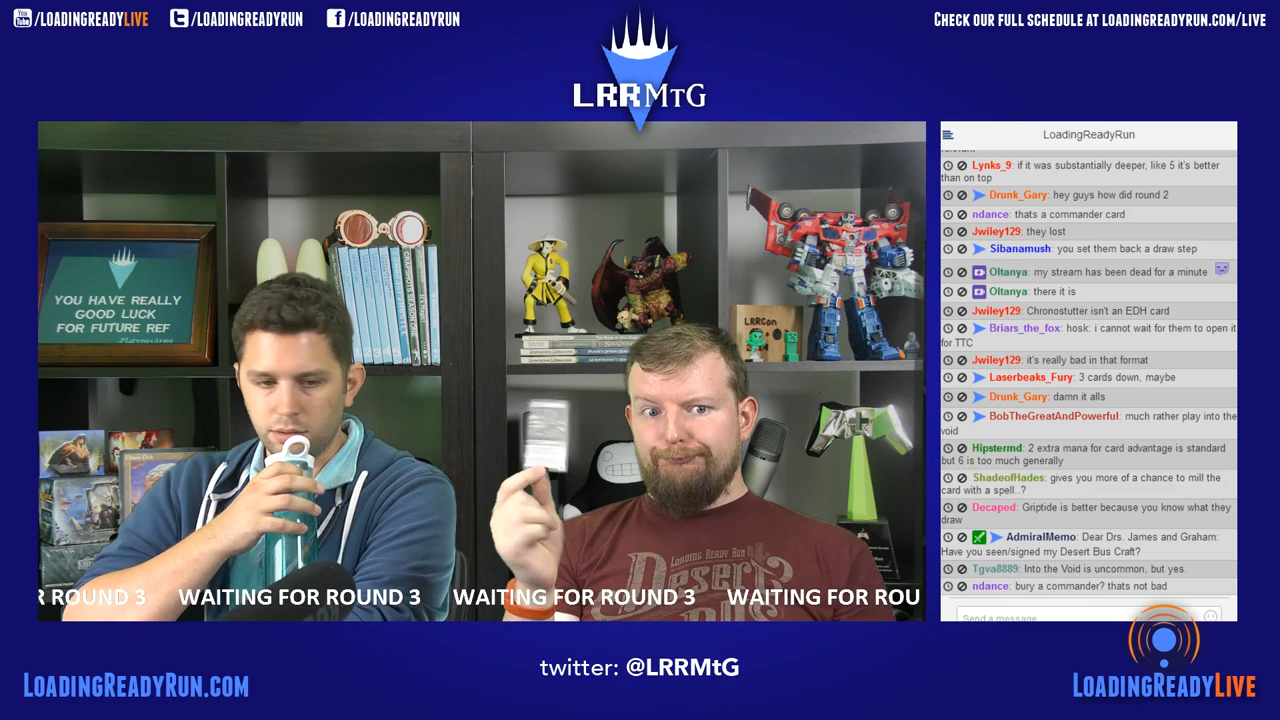 /LOADINGREADYLIVE
/LOADINGREADYRUN
/LOADINGREADYRUN
CHECK OUR FULL SCHEDULE AT LOADINGREADYRUN.COM/LIVE
LRRMTG
YOU HAVE REALLY
GOOD LUCK
FOR FUTURE REF
LRRCon
LOADING READY RUN
Desert
WAITING FOR ROUND 3
WAITING FOR ROUND 3
R ROUND 3
WAITING FOR ROU
LoadingReadyRun
Lynks_9: if it was substantially deeper, like 5 it's better
than on top
Drunk_Gary: hey guys how did round 2
ndance: thats a commander card
Jwiley129: they lost
Sibanamush: you set them back a draw step
Oltanya: my stream has been dead for a minute
Oltanya: there it is
Jwiley129: Chronostutter isn't an EDH card
Briars_the_fox: hosk: i cannot wait for them to open it
for TTC
Jwiley129: it's really bad in that format
Laserbeaks_Fury: 3 cards down, maybe
Drunk_Gary: damn it alls
BobTheGreatAndPowerful: much rather play into the
void
Hipstermd: 2 extra mana for card advantage is standard
but 6 is too much generally
ShadeofHades: gives you more of a chance to mill the
card with a spell..?
Decaped: Griptide is better because you know what they
draw
AdmiralMemo: Dear Drs. James and Graham:
Have you seen/signed my Desert Bus Craft?
Tgva8889: Into the Void is uncommon, but yes.
ndance: bury a commander? thats not bad
Send a message
twitter: @LRRMtG
LOADINGREADYRUN.COM
LOADINGREADYLIVE